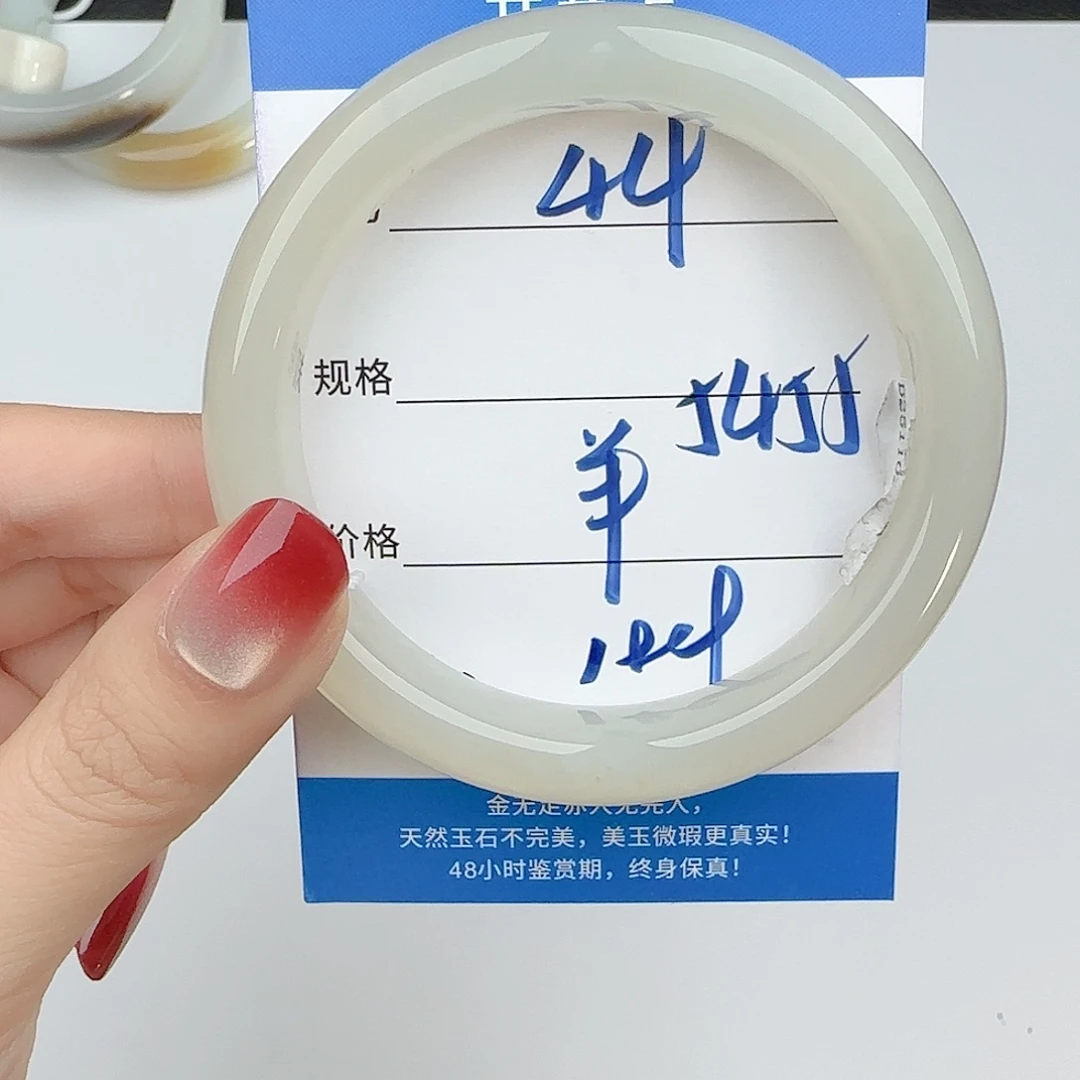 44
规格
5455
羊
价格
金无足赤人无完人，
天然玉石不完美，美玉微瑕更真实！
48小时鉴赏期，终身保真！